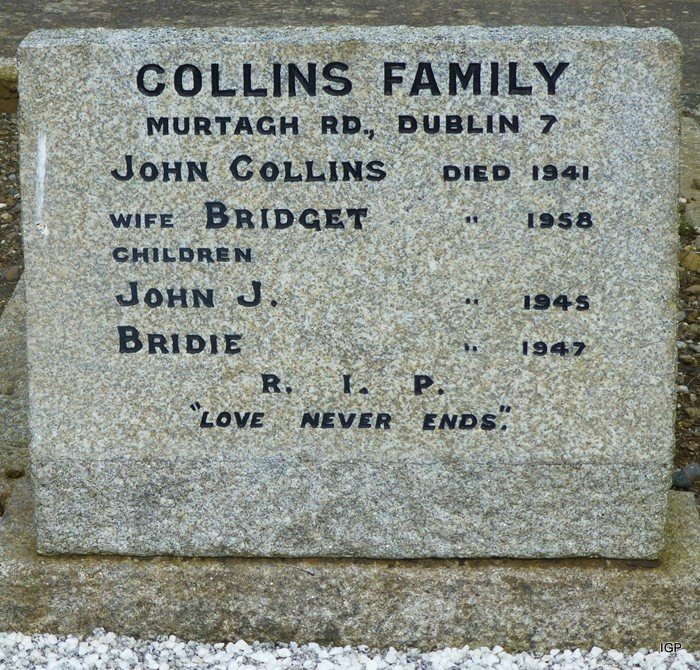 COLLINS FAMILY
MURTAGH RD., DUBLIN 7
JOHN COLLINS DIED 1941
WIFE BRIDGET " 1958
CHILDREN
JOHN J. " 1945
BRIDIE " 1947
R. I. P.
"LOVE NEVER ENDS."
IGP